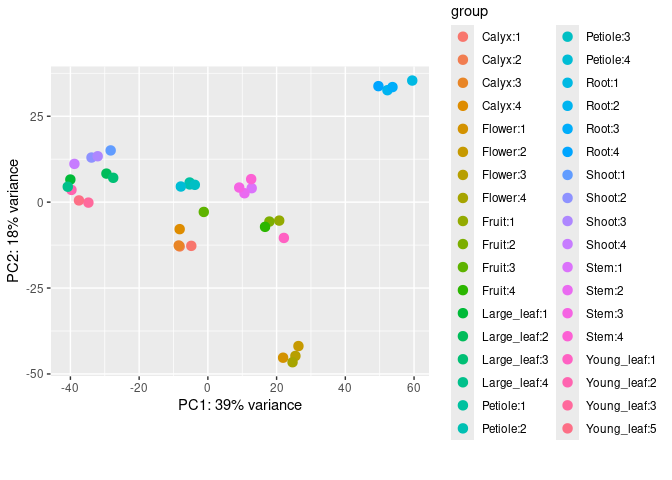 group
Calyx:1
Calyx:2
Calyx:3
Calyx:4
Flower:1
Flower:2
Flower:3
Flower:4
Fruit:1
Fruit:2
Fruit:3
Fruit:4
Large_leaf:1
Large_leaf:2
Large_leaf:3
Large_leaf:4
Petiole:1
Petiole:2
Petiole:3
Petiole:4
Root:1
Root:2
Root:3
Root:4
Shoot:1
Shoot:2
Shoot:3
Shoot:4
Stem:1
Stem:2
Stem:3
Stem:4
Young_leaf:1
Young_leaf:2
Young_leaf:3
Young_leaf:5
PC2: 18% variance
25
0
-25
-50
-40
-20
0
20
40
60
PC1: 39% variance